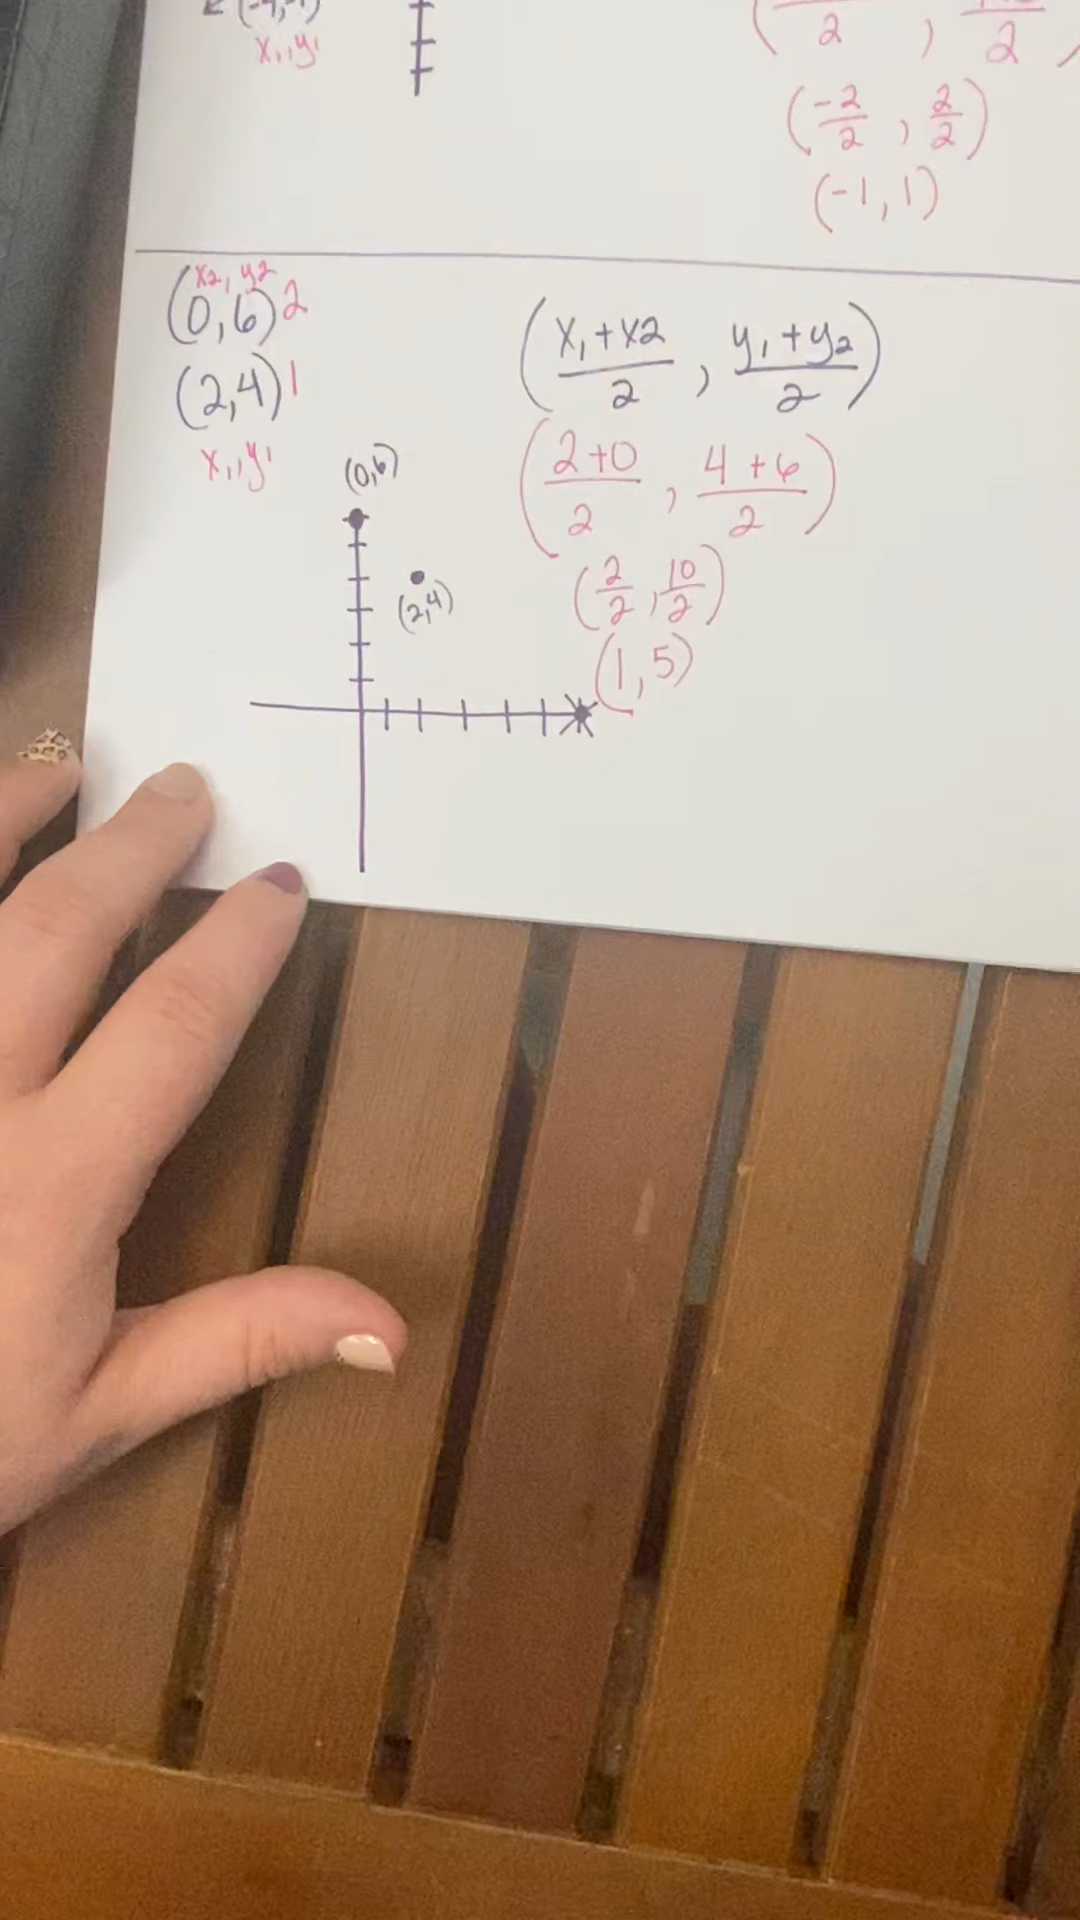 x₁, y₁
2 , 2
(-2/2 , 2/2)
(-1, 1)
x2, y2
(0,6) 2
(2,4) 1
x₁, y₁
(x₁+x2/2 , y₁+y₂/2)
(2+0/2 , 4+6/2)
(2/2 , 10/2)
(1, 5)
(0,6)
(2,4)